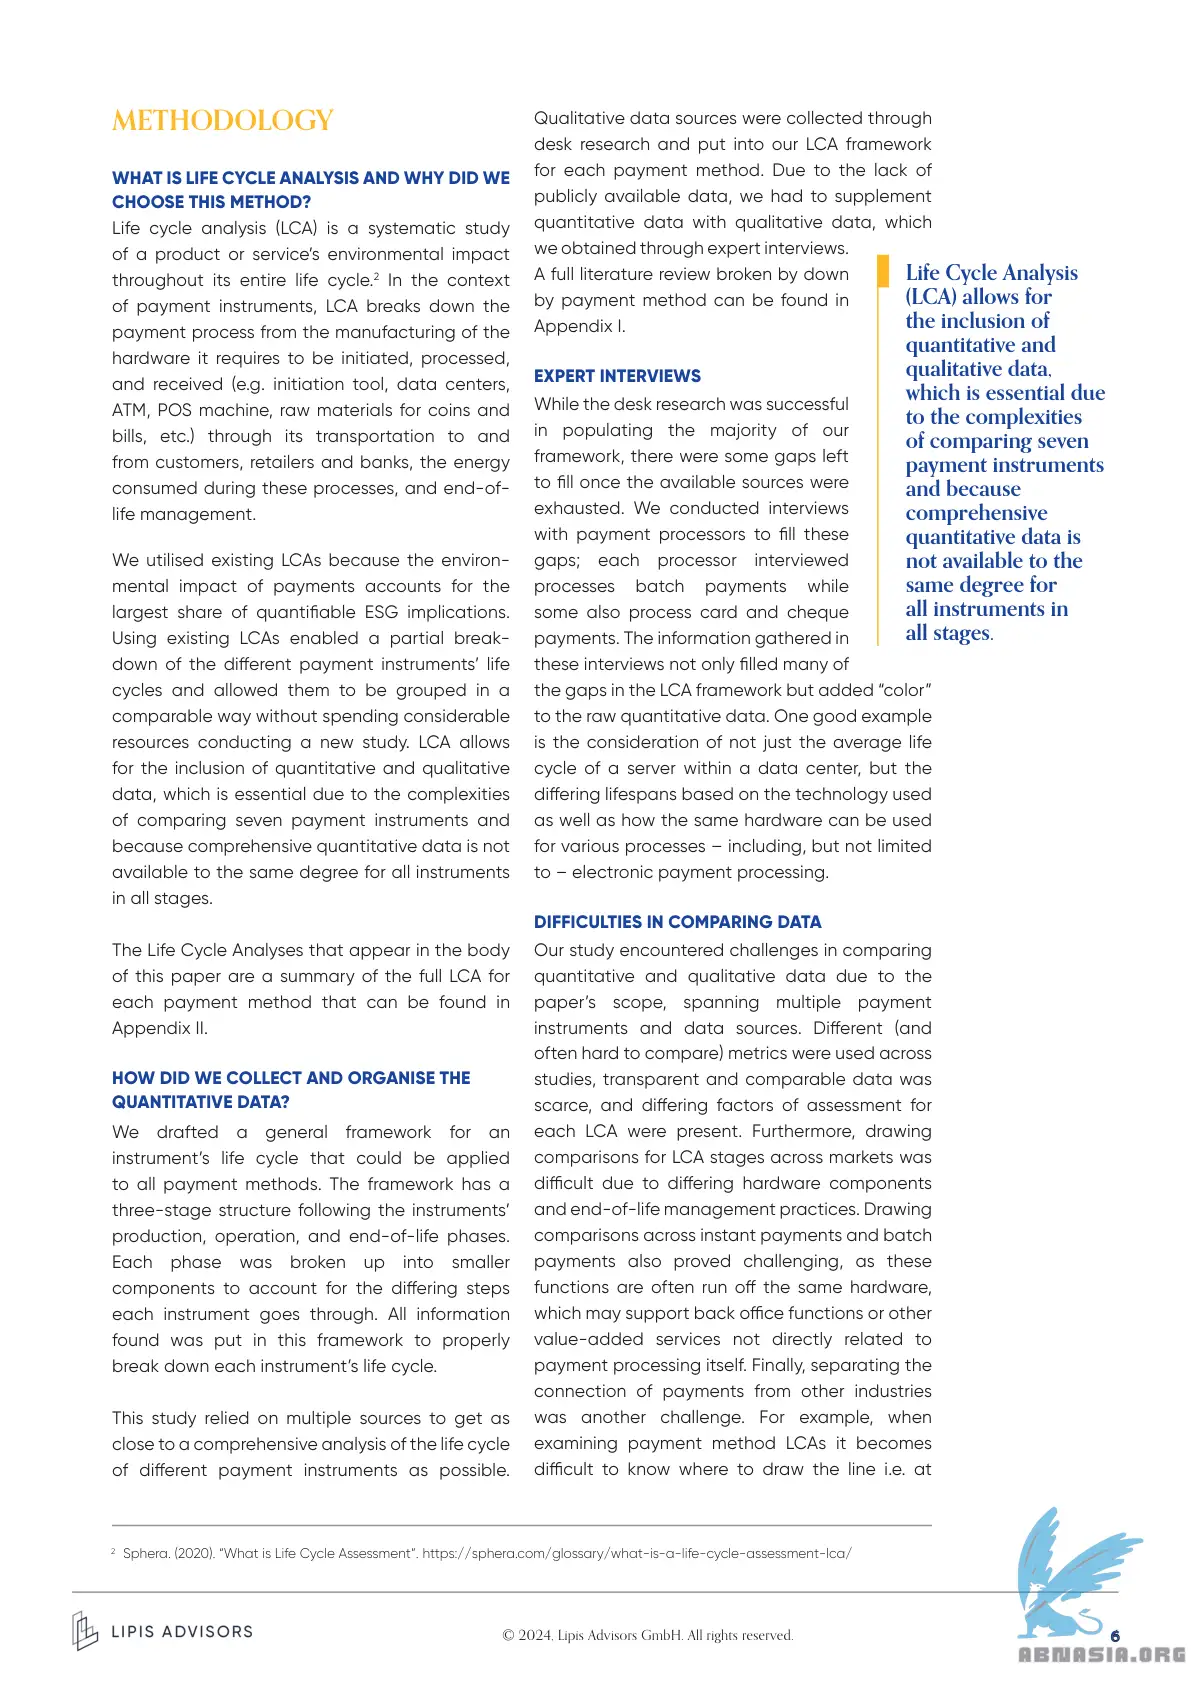 METHODOLOGY
WHAT IS LIFE CYCLE ANALYSIS AND WHY DID WE
CHOOSE THIS METHOD?
Life cycle analysis (LCA) is a systematic study
of a product or service’s environmental impact
throughout its entire life cycle.² In the context
of payment instruments, LCA breaks down the
payment process from the manufacturing of the
hardware it requires to be initiated, processed,
and received (e.g. initiation tool, data centers,
ATM, POS machine, raw materials for coins and
bills, etc.) through its transportation to and
from customers, retailers and banks, the energy
consumed during these processes, and end-of-
life management.
We utilised existing LCAs because the environ-
mental impact of payments accounts for the
largest share of quantifiable ESG implications.
Using existing LCAs enabled a partial break-
down of the different payment instruments’ life
cycles and allowed them to be grouped in a
comparable way without spending considerable
resources conducting a new study. LCA allows
for the inclusion of quantitative and qualitative
data, which is essential due to the complexities
of comparing seven payment instruments and
because comprehensive quantitative data is not
available to the same degree for all instruments
in all stages.
The Life Cycle Analyses that appear in the body
of this paper are a summary of the full LCA for
each payment method that can be found in
Appendix II.
HOW DID WE COLLECT AND ORGANISE THE
QUANTITATIVE DATA?
We drafted a general framework for an
instrument’s life cycle that could be applied
to all payment methods. The framework has a
three-stage structure following the instruments’
production, operation, and end-of-life phases.
Each phase was broken up into smaller
components to account for the differing steps
each instrument goes through. All information
found was put in this framework to properly
break down each instrument’s life cycle.
This study relied on multiple sources to get as
close to a comprehensive analysis of the life cycle
of different payment instruments as possible.
Qualitative data sources were collected through
desk research and put into our LCA framework
for each payment method. Due to the lack of
publicly available data, we had to supplement
quantitative data with qualitative data, which
we obtained through expert interviews.
A full literature review broken by down
by payment method can be found in
Appendix I.
EXPERT INTERVIEWS
While the desk research was successful
in populating the majority of our
framework, there were some gaps left
to fill once the available sources were
exhausted. We conducted interviews
with payment processors to fill these
gaps; each processor interviewed
processes batch payments while
some also process card and cheque
payments. The information gathered in
these interviews not only filled many of
the gaps in the LCA framework but added “color”
to the raw quantitative data. One good example
is the consideration of not just the average life
cycle of a server within a data center, but the
differing lifespans based on the technology used
as well as how the same hardware can be used
for various processes – including, but not limited
to – electronic payment processing.
DIFFICULTIES IN COMPARING DATA
Our study encountered challenges in comparing
quantitative and qualitative data due to the
paper’s scope, spanning multiple payment
instruments and data sources. Different (and
often hard to compare) metrics were used across
studies, transparent and comparable data was
scarce, and differing factors of assessment for
each LCA were present. Furthermore, drawing
comparisons for LCA stages across markets was
difficult due to differing hardware components
and end-of-life management practices. Drawing
comparisons across instant payments and batch
payments also proved challenging, as these
functions are often run off the same hardware,
which may support back office functions or other
value-added services not directly related to
payment processing itself. Finally, separating the
connection of payments from other industries
was another challenge. For example, when
examining payment method LCAs it becomes
difficult to know where to draw the line i.e. at
Life Cycle Analysis
(LCA) allows for
the inclusion of
quantitative and
qualitative data,
which is essential due
to the complexities
of comparing seven
payment instruments
and because
comprehensive
quantitative data is
not available to the
same degree for
all instruments in
all stages.
² Sphera. (2020). “What is Life Cycle Assessment”. https://sphera.com/glossary/what-is-a-life-cycle-assessment-lca/
LIPIS ADVISORS
© 2024, Lipis Advisors GmbH. All rights reserved.
6
ABNASIA.ORG